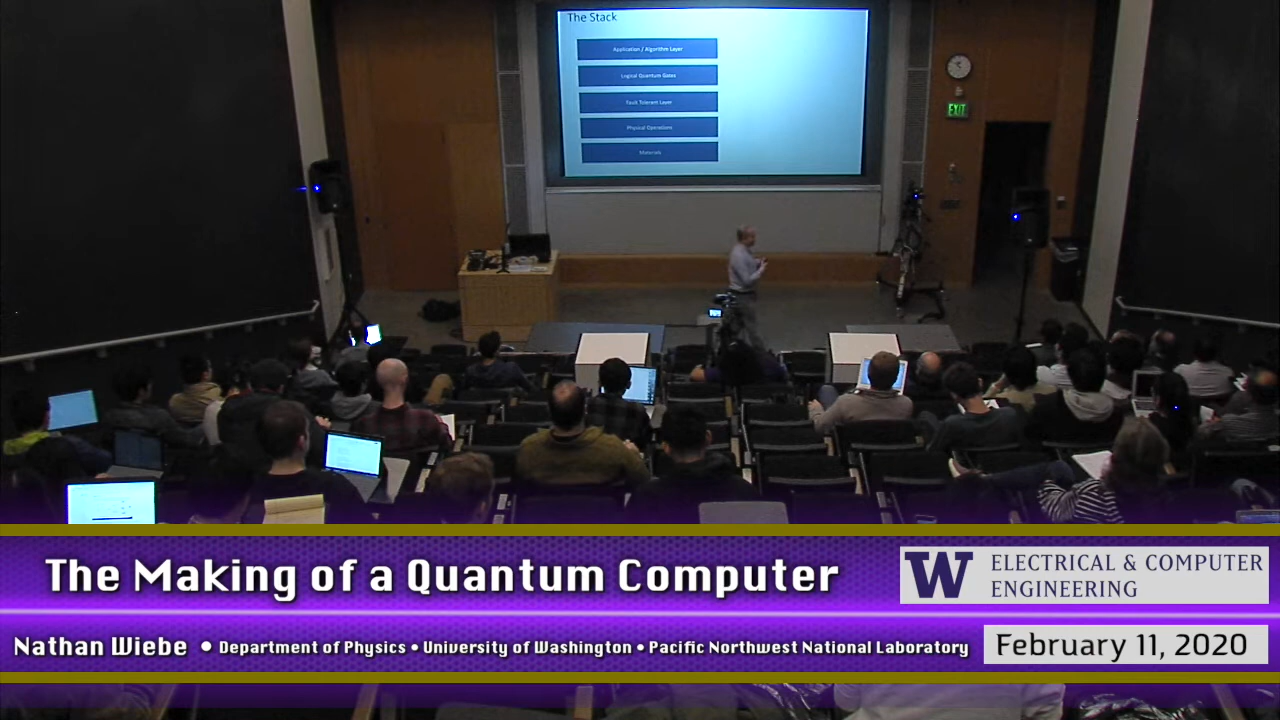 The Stack
Application / Algorithm Layer
Logical Quantum Gates
Fault Tolerant Layer
Physical Operations
Materials
EXIT
The Making of a Quantum Computer
W ELECTRICAL & COMPUTER
ENGINEERING
Nathan Wiebe • Department of Physics • University of Washington • Pacific Northwest National Laboratory
February 11, 2020